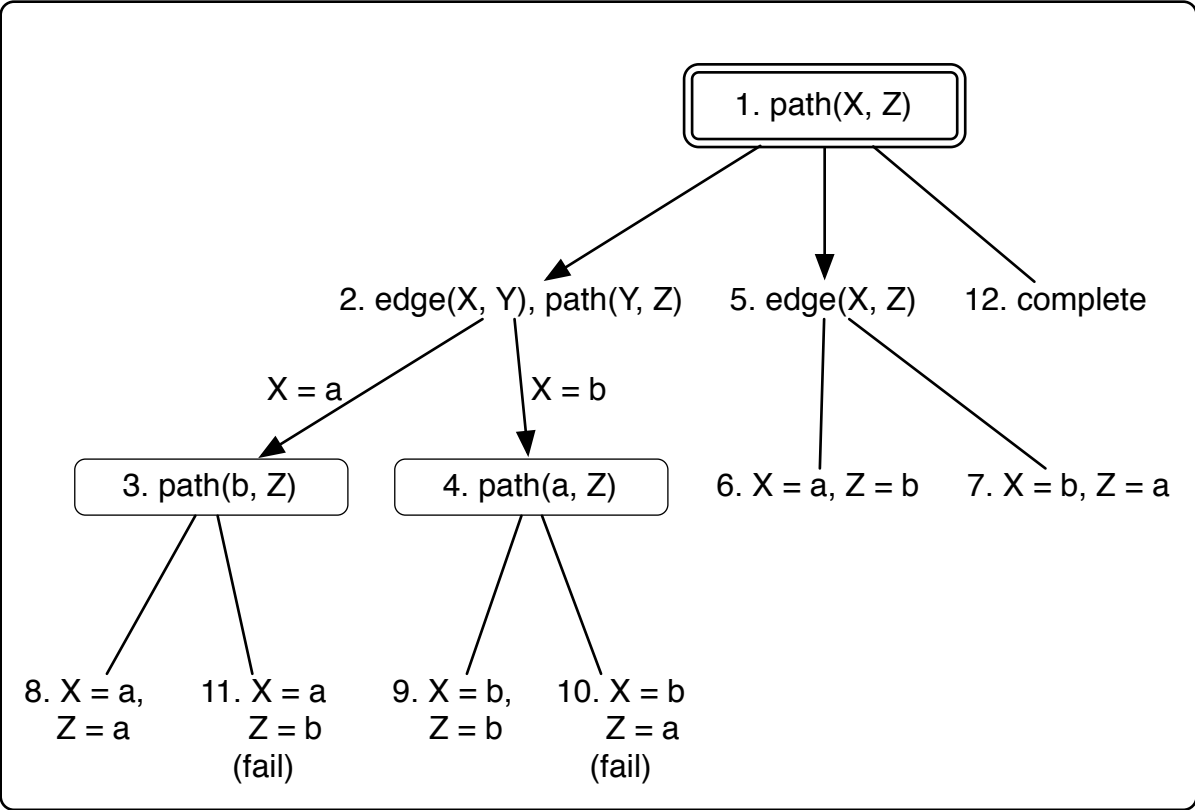 1. path(X, Z)
2. edge(X, Y), path(Y, Z)
5. edge(X, Z)
12. complete
X = a
X = b
3. path(b, Z)
4. path(a, Z)
6. X = a, Z = b
7. X = b, Z = a
8. X = a,
Z = a
11. X = a
Z = b
(fail)
9. X = b,
Z = b
10. X = b
Z = a
(fail)